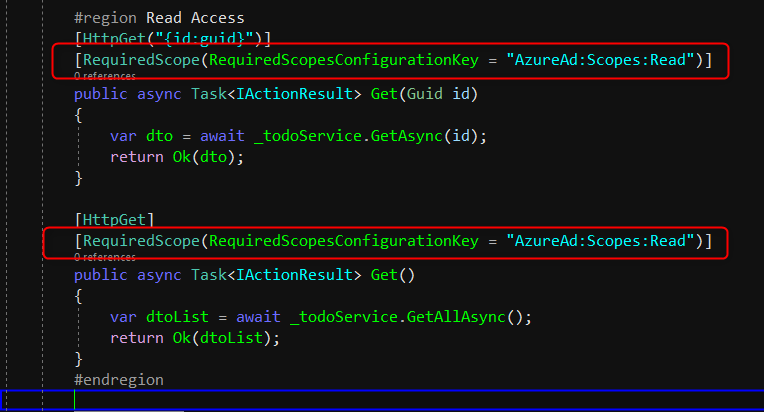 #region Read Access
[HttpGet("{id:guid}")]
[RequiredScope(RequiredScopesConfigurationKey = "AzureAd:Scopes:Read")]
0 references
public async Task<IActionResult> Get(Guid id)
{
var dto = await _todoService.GetAsync(id);
return Ok(dto);
}
[HttpGet]
[RequiredScope(RequiredScopesConfigurationKey = "AzureAd:Scopes:Read")]
0 references
public async Task<IActionResult> Get()
{
var dtoList = await _todoService.GetAllAsync();
return Ok(dtoList);
}
#endregion